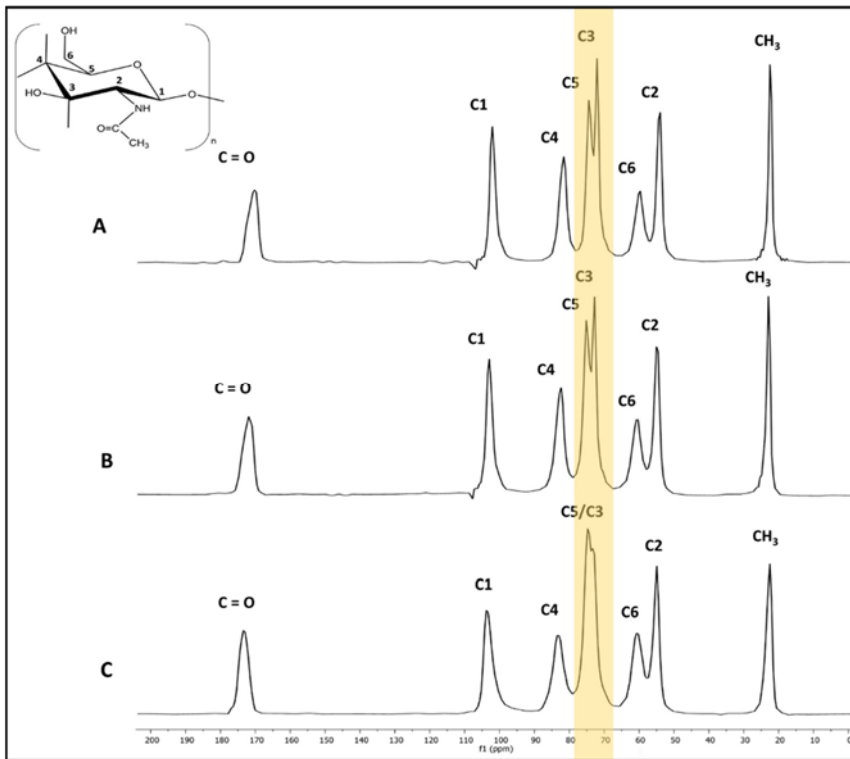 OH
6
4
5
O
HO
3
2
1
O
NH
O=C
CH3
n
C = O
C1
C4
C5
C3
C6
C2
CH3
A
C = O
C1
C4
C5
C3
C6
C2
CH3
B
C = O
C1
C4
C5/C3
C6
C2
CH3
C
200 190 180 170 160 150 140 130 120 110 100 90 80 70 60 50 40 30 20 10 0
f1 (ppm)